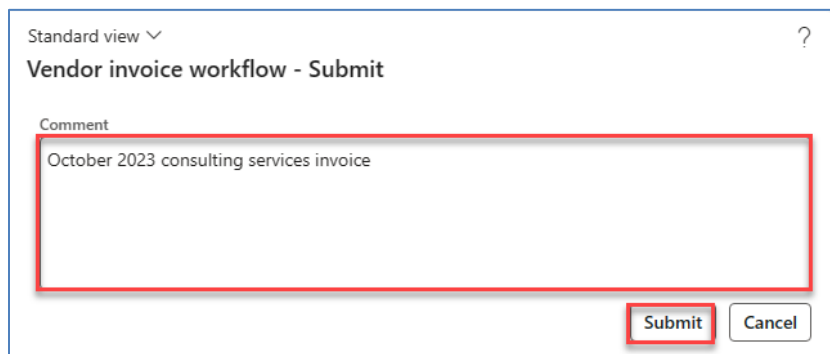 Standard view
?
Vendor invoice workflow - Submit
Comment
October 2023 consulting services invoice
Submit Cancel